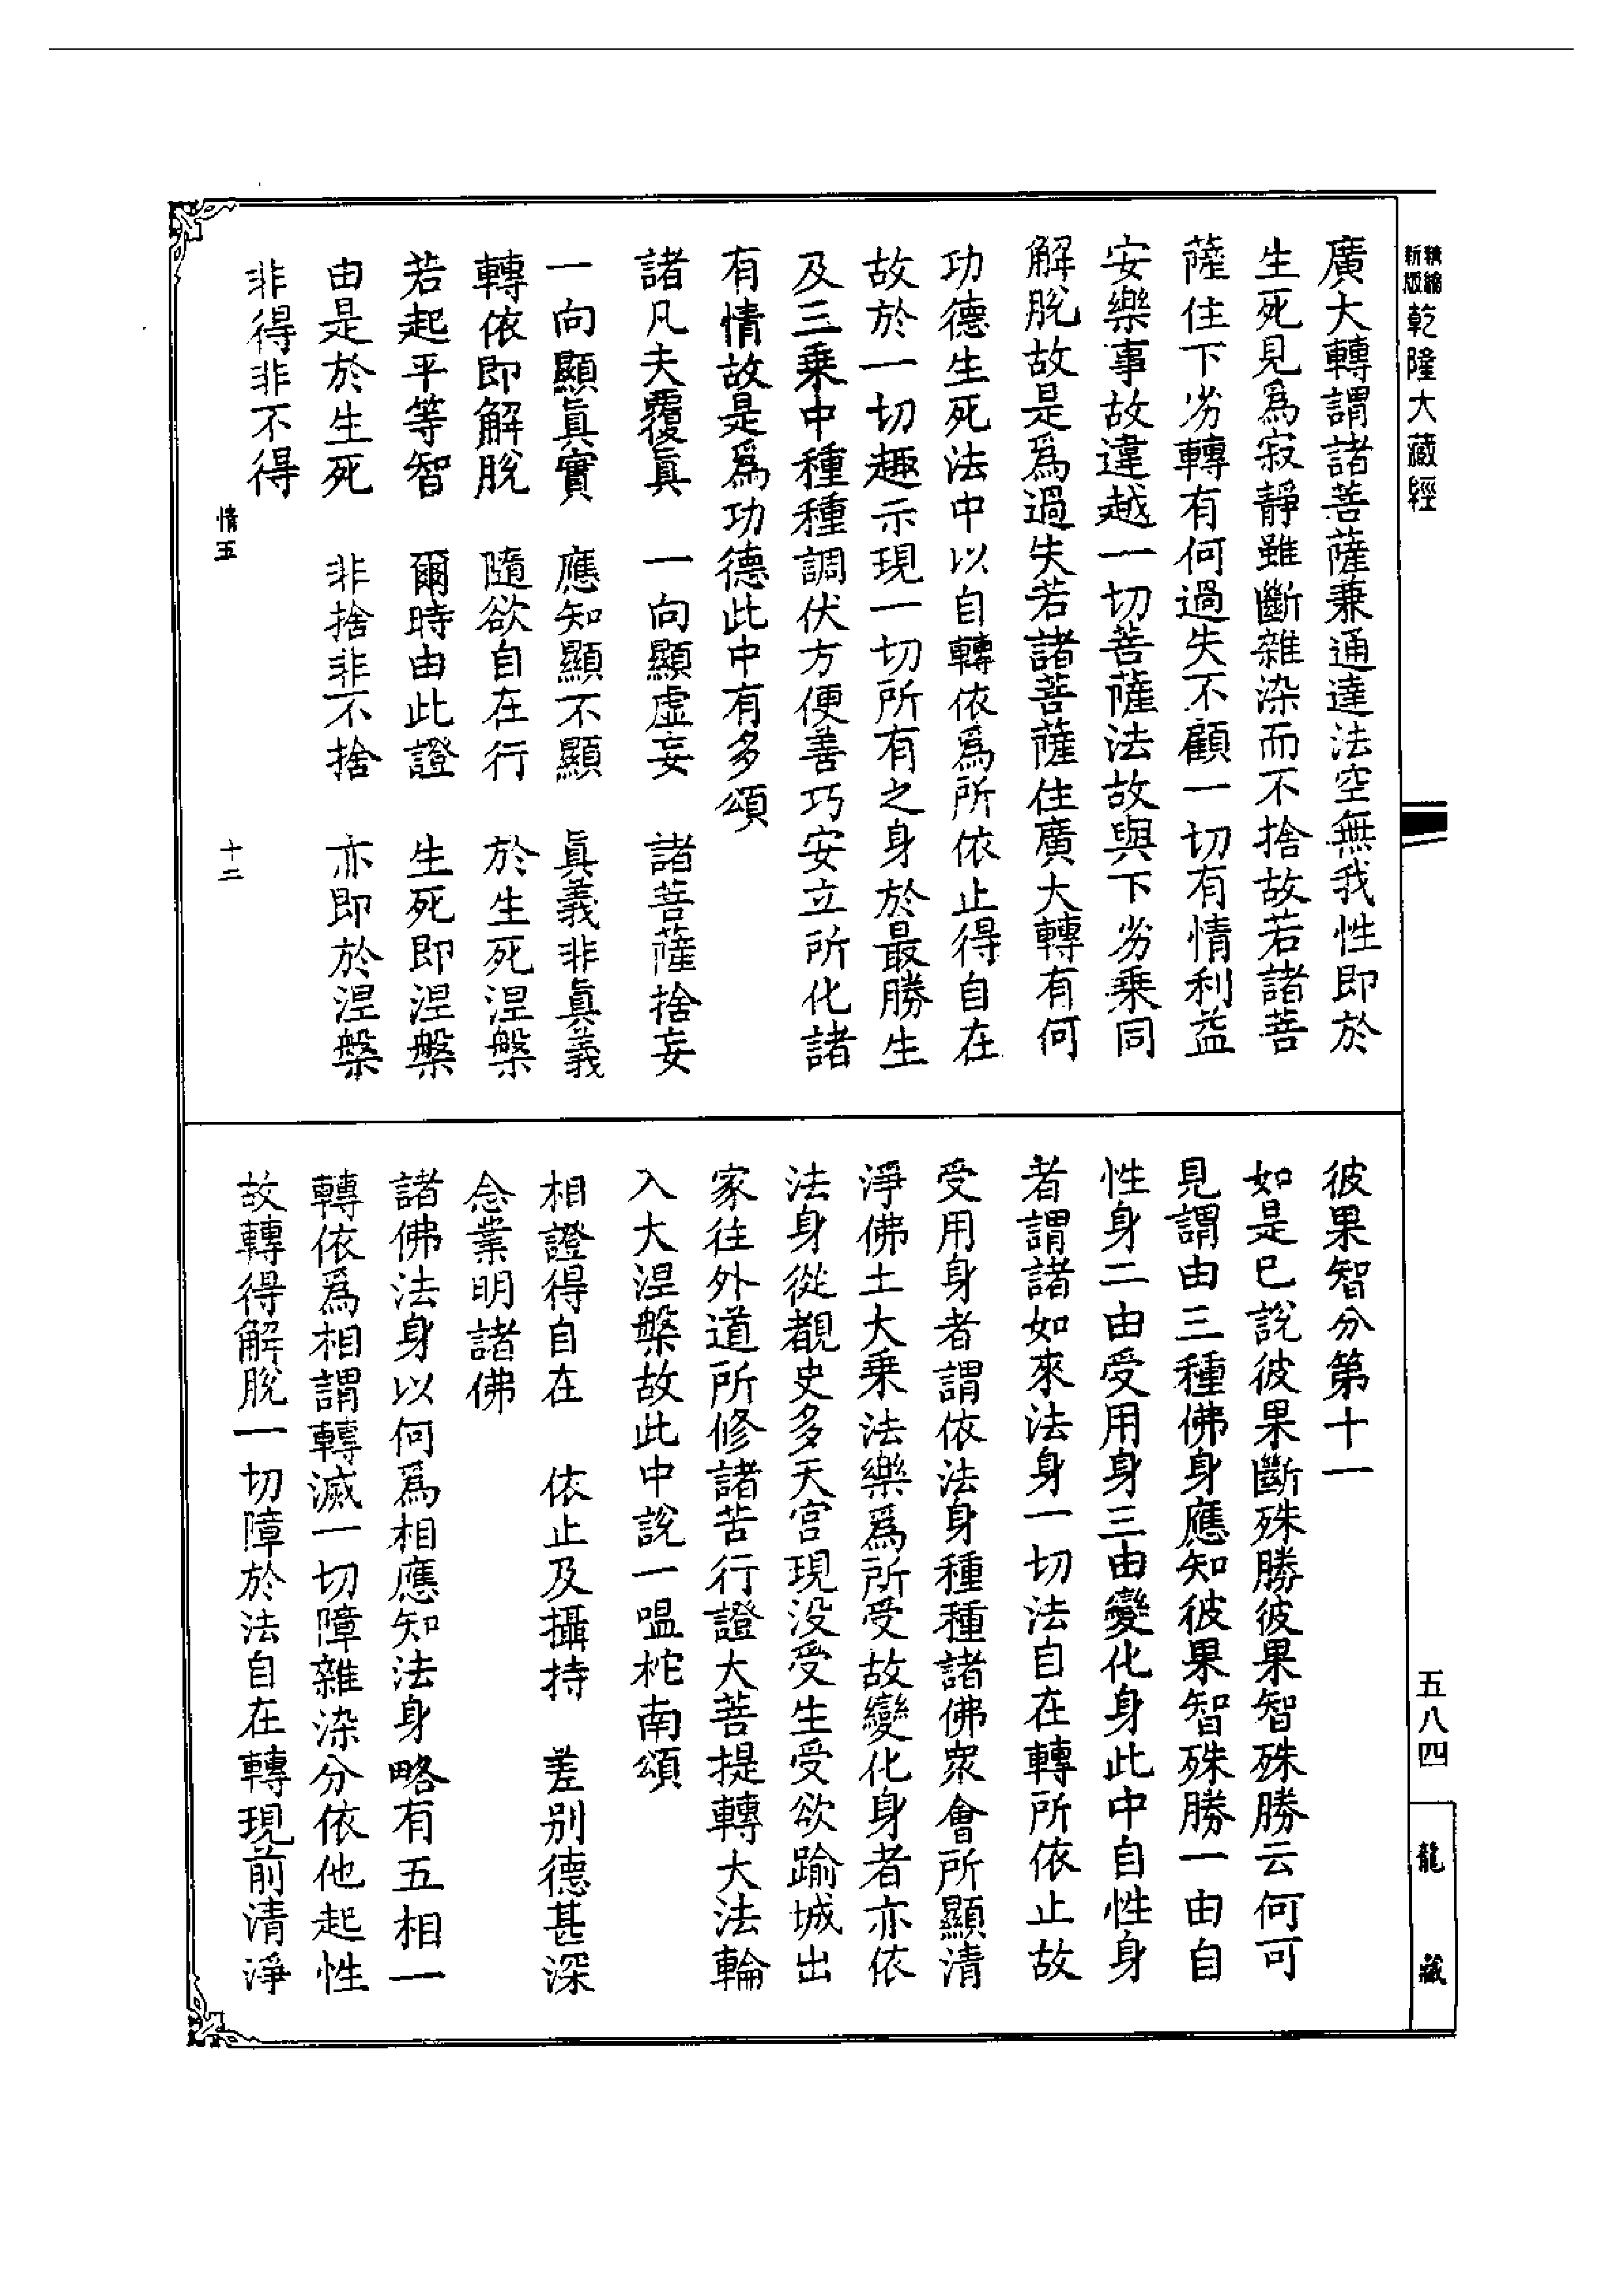 精縮
新版
乾隆大藏經
廣大轉謂諸菩薩兼通達法空無我性即於
生死見爲寂靜雖斷雜染而不捨故若諸菩
薩住下劣轉有何過失不顧一切有情利益
安樂事故違越一切菩薩法故與下劣乗同
解脫故是爲過失若諸菩薩住廣大轉有何
功德生死法中以自轉依爲所依止得自在
故於一切趣示現一切所有之身於最勝生
及三乗中種種調伏方便善巧安立所化諸
有情故是爲功德此中有多頌
諸凡夫覆眞　一向顯虛妄　諸菩薩捨妄
一向顯眞實　應知顯不顯　眞義非眞義
轉依即解脫　隨欲自在行　於生死涅槃
若起平等智　爾時由此證　生死即涅槃
由是於生死　非捨非不捨　亦即於涅槃
非得非不得
情五　十二
彼果智分第十一
如是已說彼果斷殊勝彼果智殊勝云何可
見謂由三種佛身應知彼果智殊勝一由自
性身二由受用身三由變化身此中自性身
者謂諸如來法身一切法自在轉所依止故
受用身者謂依法身種種諸佛衆會所顯清
淨佛土大乗法樂爲所受故變化身者亦依
法身從覩史多天宮現没受生受欲踰城出
家往外道所修諸苦行證大菩提轉大法輪
入大涅槃故此中說一嗢柁南頌
相證得自在　依止及攝持　差别德甚深
念業明諸佛
諸佛法身以何爲相應知法身略有五相一
轉依爲相謂轉滅一切障雜染分依他起性
故轉得解脫一切障於法自在轉現前清淨
五八四
龍藏